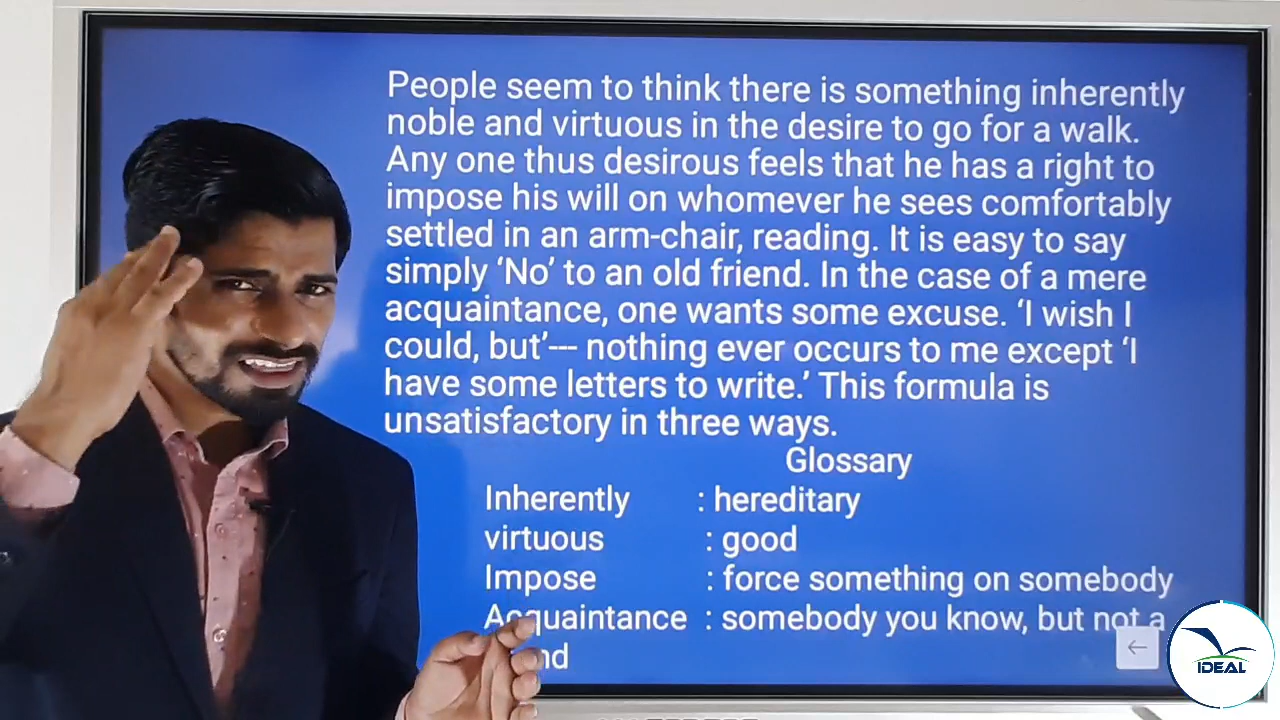 People seem to think there is something inherently
noble and virtuous in the desire to go for a walk.
Any one thus desirous feels that he has a right to
impose his will on whomever he sees comfortably
settled in an arm-chair, reading. It is easy to say
simply ‘No’ to an old friend. In the case of a mere
acquaintance, one wants some excuse. ‘I wish I
could, but’--- nothing ever occurs to me except ‘I
have some letters to write.’ This formula is
unsatisfactory in three ways.
Glossary
Inherently : hereditary
virtuous : good
Impose : force something on somebody
Acquaintance : somebody you know, but not a
IDEAL